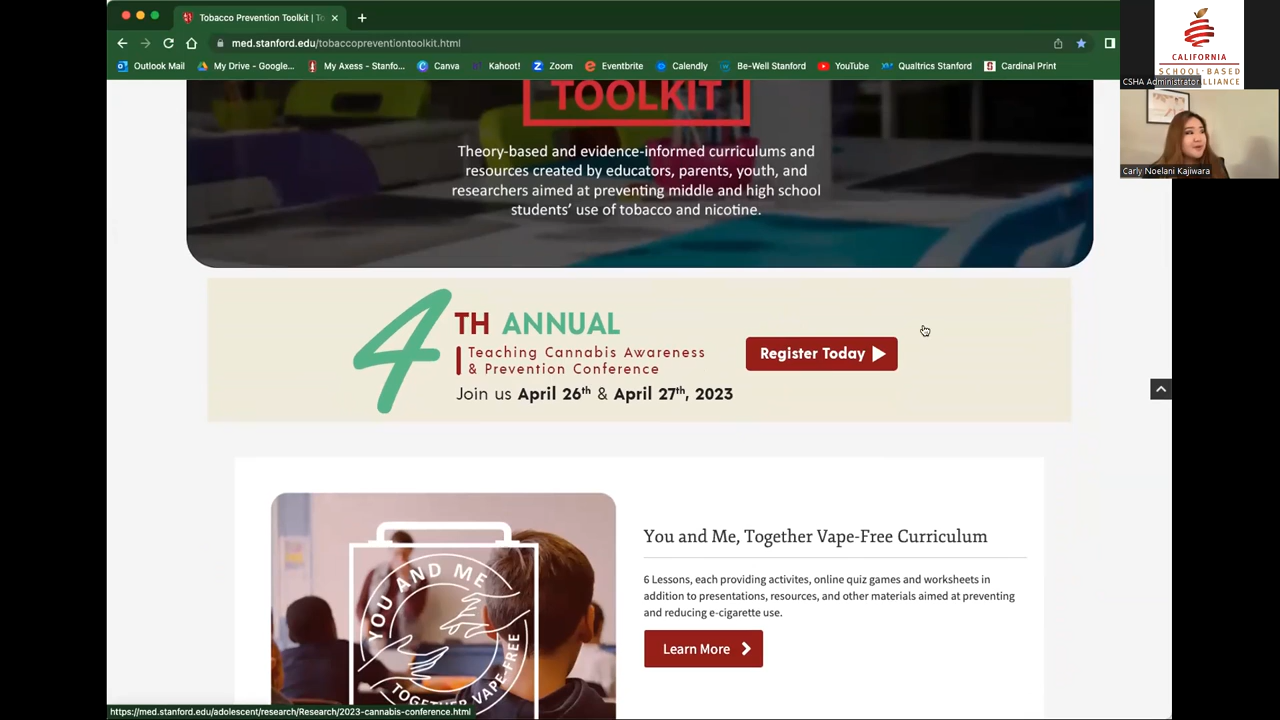 Tobacco Prevention Toolkit | To
med.stanford.edu/tobaccopreventiontoolkit.html
Outlook Mail
My Drive - Google...
My Axess - Stanfo...
Canva
Kahoot!
Zoom
Eventbrite
Calendly
Be-Well Stanford
YouTube
Qualtrics Stanford
Cardinal Print
CALIFORNIA
SCHOOL-BASED
CSHA Administrator
LLIANCE
Carly Noelani Kajiwara
TOOLKIT
Theory-based and evidence-informed curriculums and
resources created by educators, parents, youth, and
researchers aimed at preventing middle and high school
students' use of tobacco and nicotine.
4TH ANNUAL
Teaching Cannabis Awareness
& Prevention Conference
Join us April 26th & April 27th, 2023
Register Today
You and Me, Together Vape-Free Curriculum
6 Lessons, each providing activites, online quiz games and worksheets in
addition to presentations, resources, and other materials aimed at preventing
and reducing e-cigarette use.
Learn More
YOU AND ME
TOGETHER VAPE-FREE
https://med.stanford.edu/adolescent/research/Research/2023-cannabis-conference.html